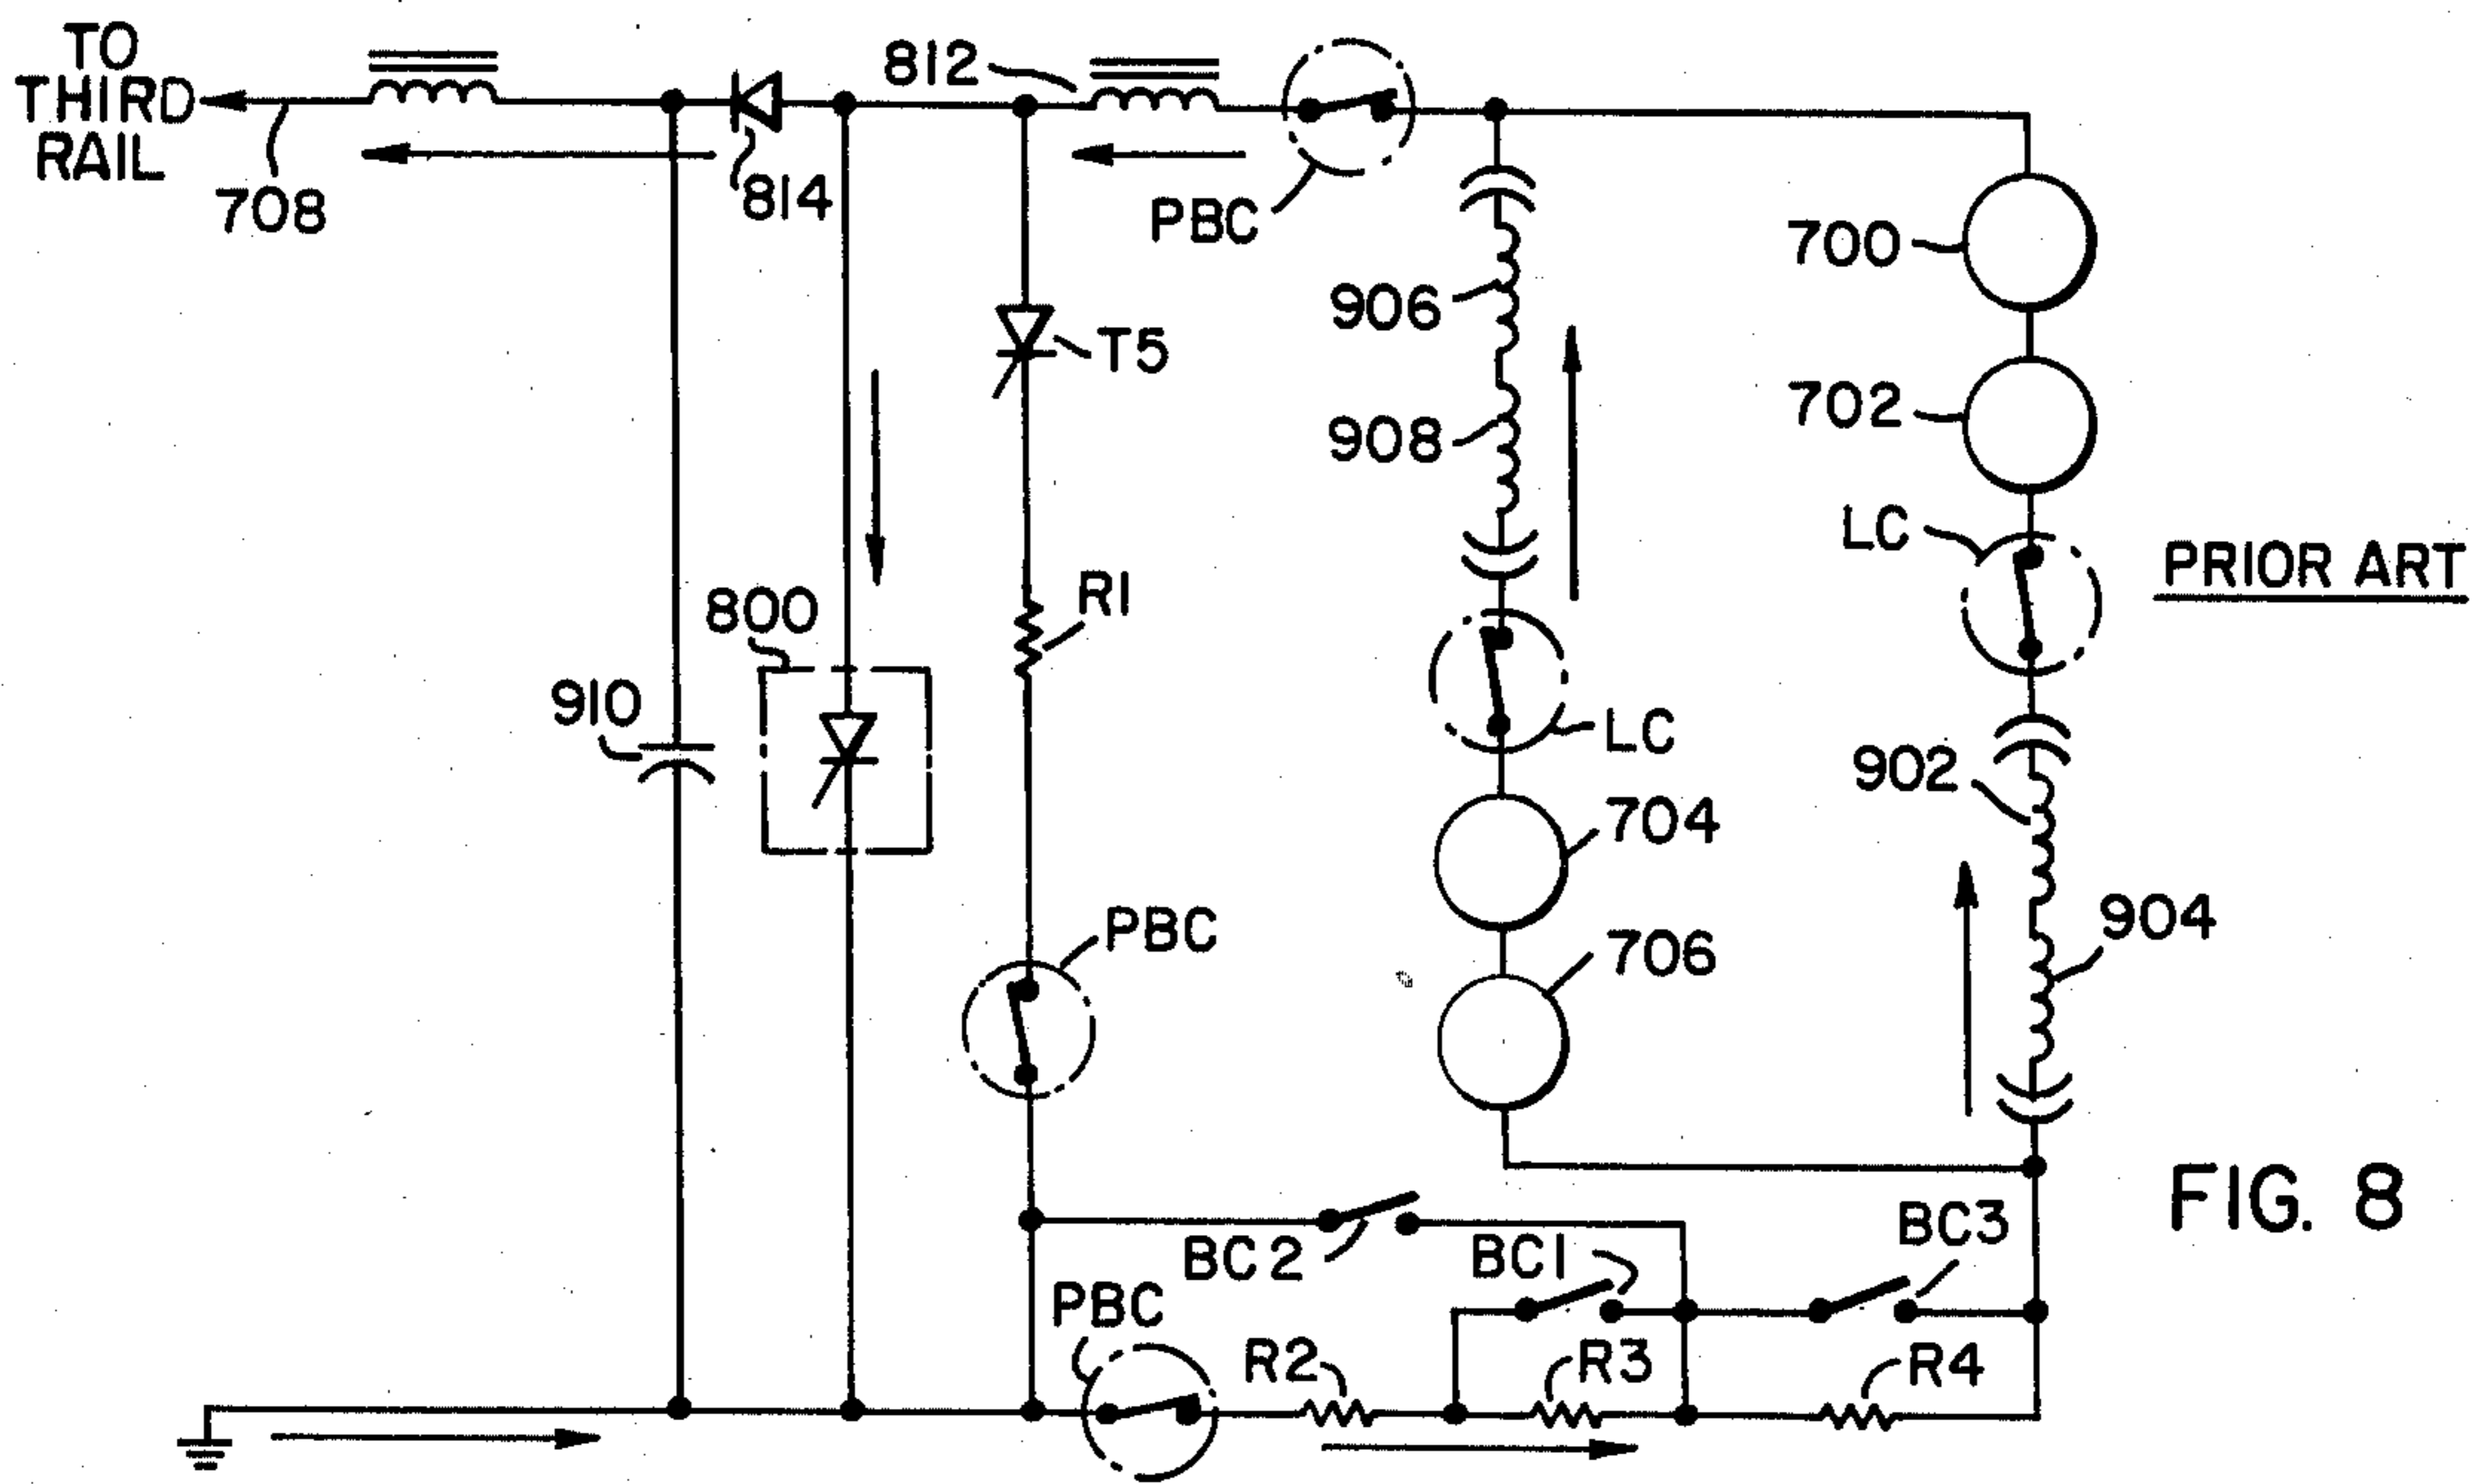 TO
THIRD
RAIL
708
814
812
PBC
700
906
T5
702
908
LC
PRIOR ART
R1
800
910
LC
902
704
904
PBC
706
FIG. 8
BC3
BC2
BC1
PBC
R2
R3
R4